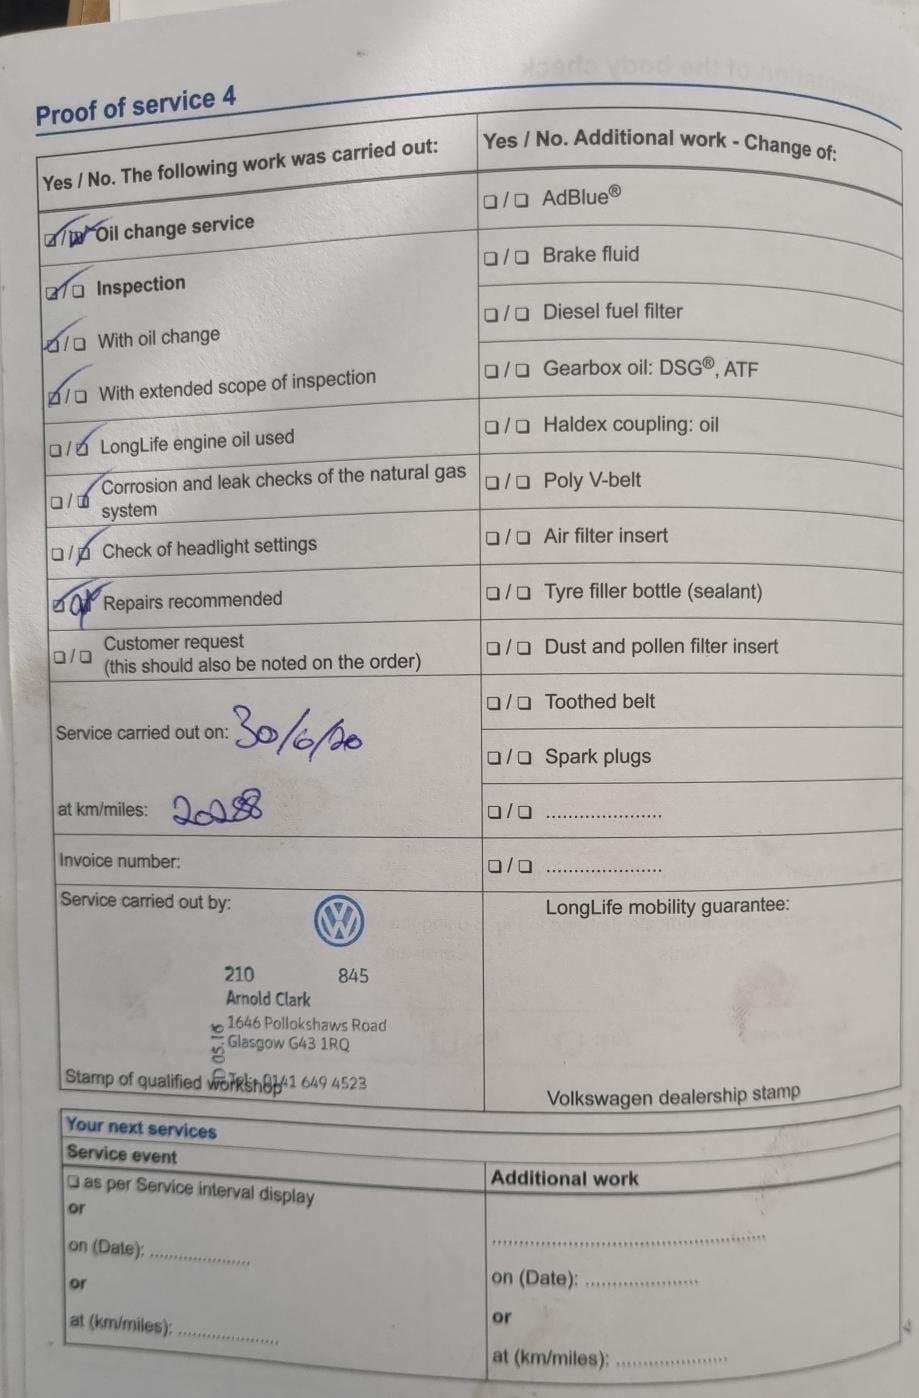 Proof of service 4
Yes / No. The following work was carried out:
❏ / ❏ Oil change service
❏ / ❏ Inspection
❏ / ❏ With oil change
❏ / ❏ With extended scope of inspection
❏ / ❏ LongLife engine oil used
❏ / ❏ Corrosion and leak checks of the natural gas
system
❏ / ❏ Check of headlight settings
❏ / ❏ Repairs recommended
❏ / ❏ Customer request
(this should also be noted on the order)
Service carried out on: 30/6/20
at km/miles: 20288
Invoice number:
Service carried out by:
VW
210 845
Arnold Clark
1646 Pollokshaws Road
Glasgow G43 1RQ
Tel: 0141 649 4523
Stamp of qualified workshop
Yes / No. Additional work - Change of:
❏ / ❏ AdBlue®
❏ / ❏ Brake fluid
❏ / ❏ Diesel fuel filter
❏ / ❏ Gearbox oil: DSG®, ATF
❏ / ❏ Haldex coupling: oil
❏ / ❏ Poly V-belt
❏ / ❏ Air filter insert
❏ / ❏ Tyre filler bottle (sealant)
❏ / ❏ Dust and pollen filter insert
❏ / ❏ Toothed belt
❏ / ❏ Spark plugs
❏ / ❏ .....................
❏ / ❏ .....................
LongLife mobility guarantee:
Volkswagen dealership stamp
Your next services
Service event
❏ as per Service interval display
or
on (Date): ..................
or
at (km/miles): ..................
Additional work
..................................................
on (Date): .....................
or
at (km/miles): .....................